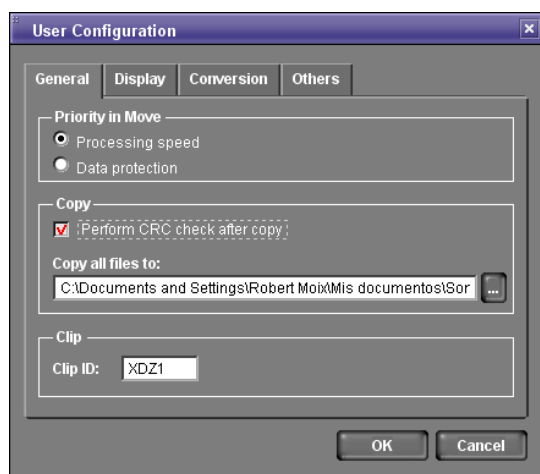 User Configuration
General Display Conversion Others
Priority in Move
Processing speed
Data protection
Copy
Perform CRC check after copy
Copy all files to:
C:\Documents and Settings\Robert Moix\Mis documentos\Sor
...
Clip
Clip ID: XDZ1
OK Cancel